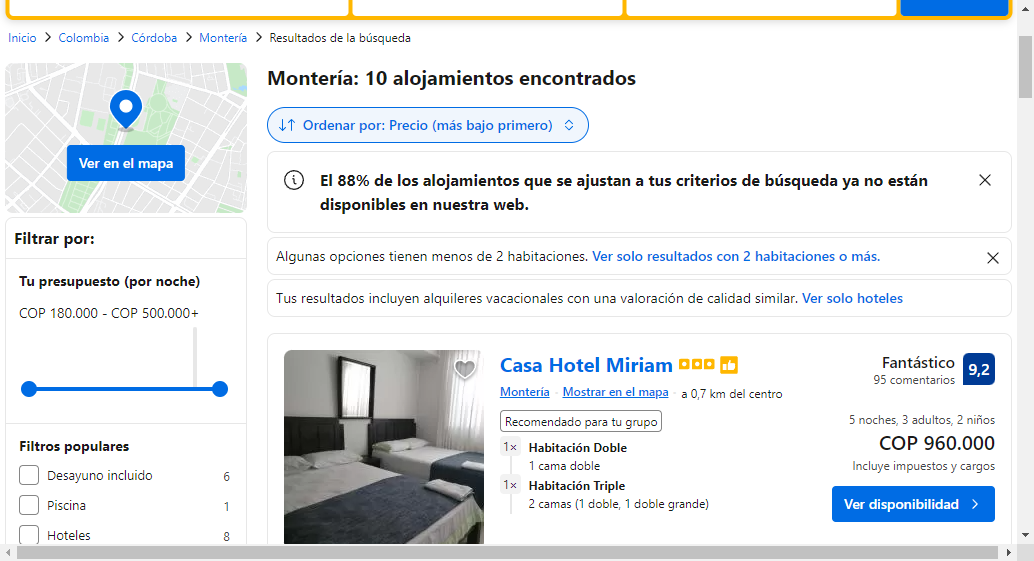 Inicio > Colombia > Córdoba > Montería > Resultados de la búsqueda
Ver en el mapa
Filtrar por:
Tu presupuesto (por noche)
COP 180.000 - COP 500.000+
Filtros populares
Desayuno incluido 6
Piscina 1
Hoteles 8
Montería: 10 alojamientos encontrados
Ordenar por: Precio (más bajo primero)
El 88% de los alojamientos que se ajustan a tus criterios de búsqueda ya no están
disponibles en nuestra web.
Algunas opciones tienen menos de 2 habitaciones. Ver solo resultados con 2 habitaciones o más.
Tus resultados incluyen alquileres vacacionales con una valoración de calidad similar. Ver solo hoteles
Casa Hotel Miriam
Montería · Mostrar en el mapa · a 0,7 km del centro
Recomendado para tu grupo
1× Habitación Doble
1 cama doble
1× Habitación Triple
2 camas (1 doble, 1 doble grande)
Fantástico 9,2
95 comentarios
5 noches, 3 adultos, 2 niños
COP 960.000
Incluye impuestos y cargos
Ver disponibilidad